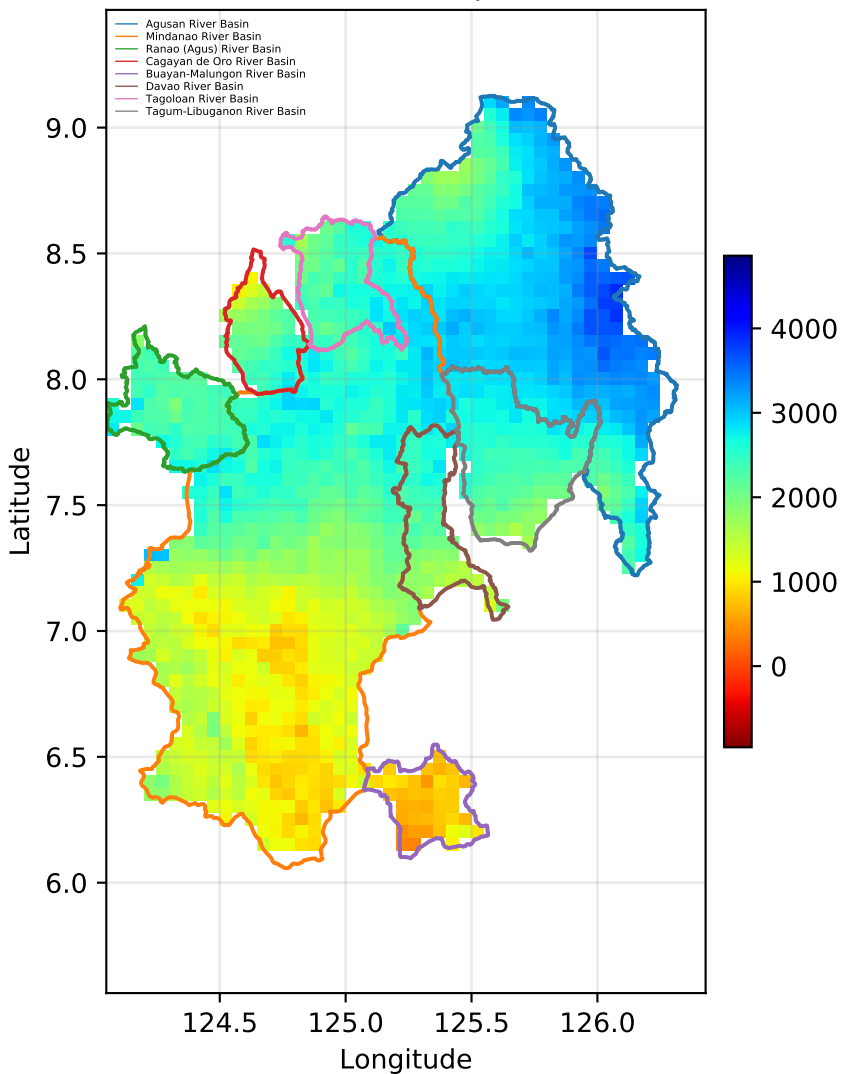 Agusan River Basin
Mindanao River Basin
Ranao (Agus) River Basin
Cagayan de Oro River Basin
Buayan-Malungon River Basin
Davao River Basin
Tagoloan River Basin
Tagum-Libuganon River Basin
9.0
8.5
8.0
7.5
7.0
6.5
6.0
Latitude
124.5 125.0 125.5 126.0
Longitude
4000
3000
2000
1000
0